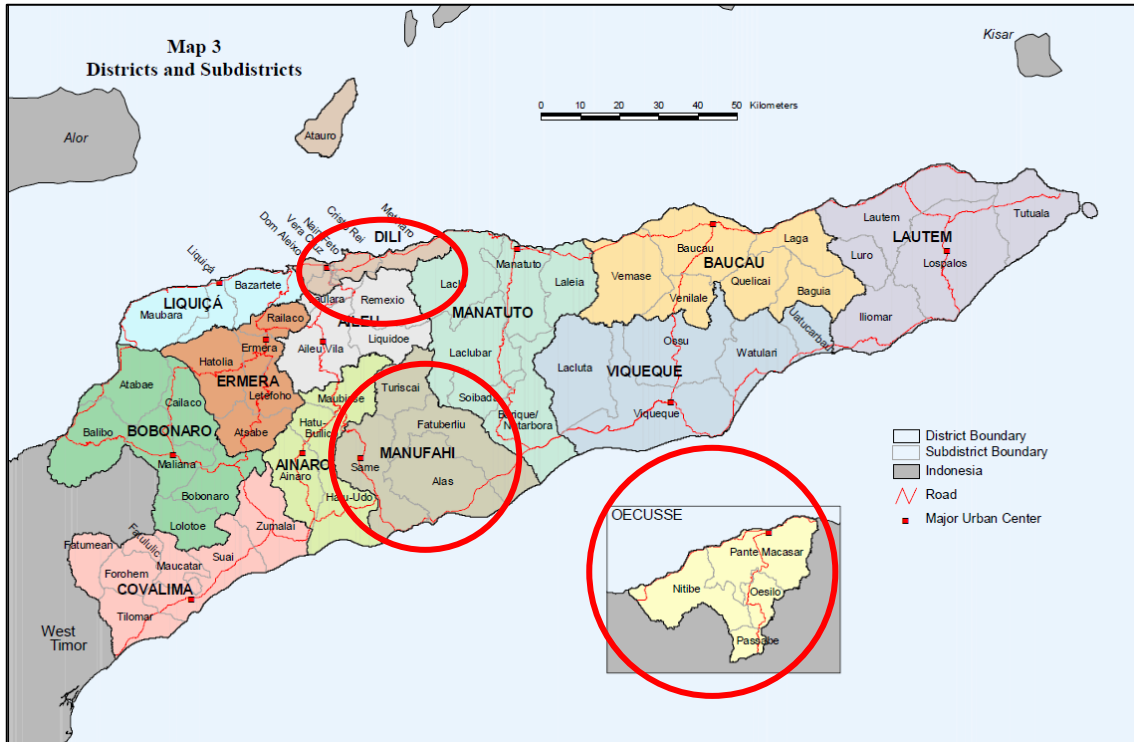 Map 3
Districts and Subdistricts
Kisar
0 10 20 30 40 50 Kilometers
Alor
Atauro
Metinaro
Cristo Rei
Nain Feto
Vera Cruz
Dom Aleixo
DILI
Lautem
Tutuala
LAUTEM
Luro
Lospalos
Iliomar
Baucau
Laga
BAUCAU
Vemase
Quelicai
Venilale
Baguia
Manatuto
Laclo
Laleia
MANATUTO
Laclubar
Soibada
Barique/
Natarbora
Liquiçá
Bazartete
LIQUIÇÁ
Maubara
Remexio
AILEU
Aileu Vila
Liquidoe
Railaco
Ermera
Hatolia
ERMERA
Letefoho
Atsabe
Ossu
Uatucarbau
Watulari
Lacluta
VIQUEQUE
Viqueque
Atabae
Cailaco
Balibo
BOBONARO
Maliana
Bobonaro
Lolotoe
Maubisse
Hatu-
Builico
AINARO
Ainaro
Hatu-Udo
Turiscai
Fatuberliu
MANUFAHI
Same
Alas
Zumalai
Fatululic
Fatumean
Suai
Maucatar
Forohem
COVALIMA
Tilomar
West
Timor
District Boundary
Subdistrict Boundary
Indonesia
Road
Major Urban Center
OECUSSE
Pante Macasar
Nitibe
Oesilo
Passabe